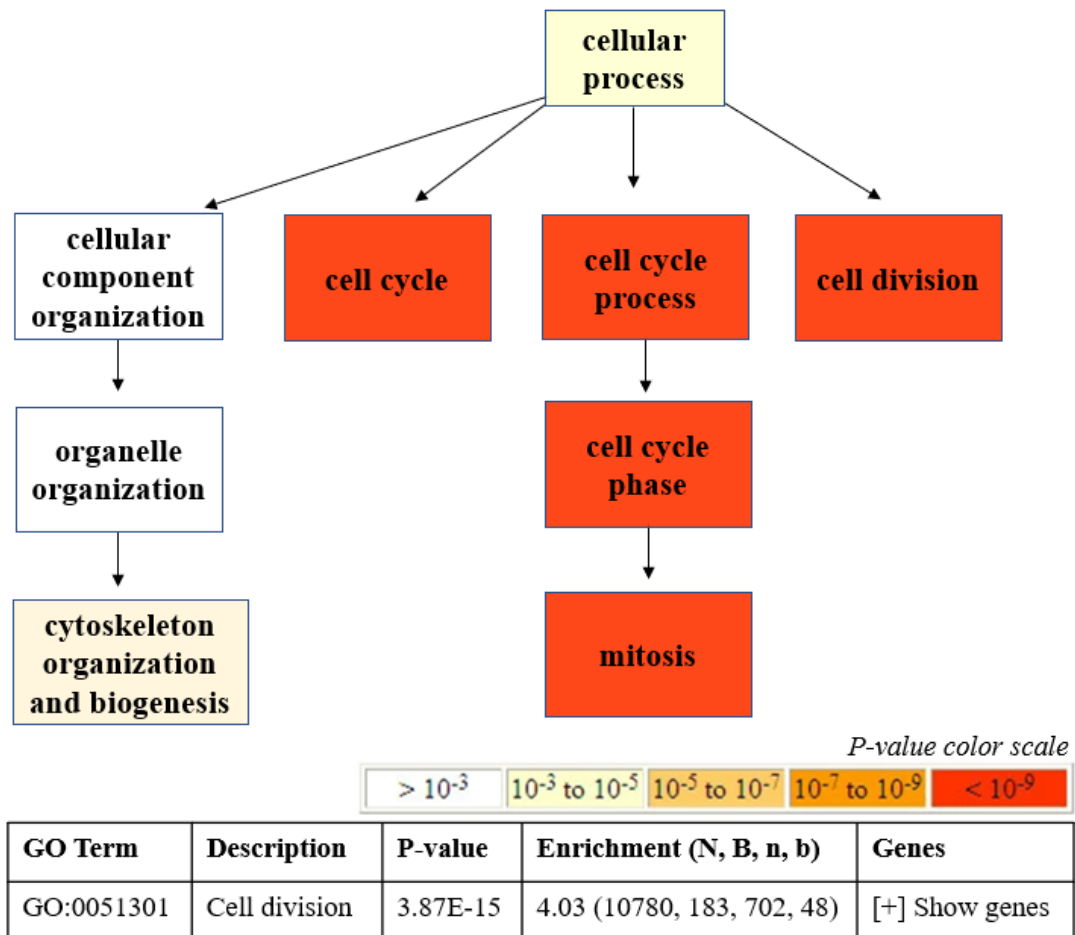 cellular
process
cellular
component
organization
cell cycle
cell cycle
process
cell division
organelle
organization
cell cycle
phase
cytoskeleton
organization
and biogenesis
mitosis
P-value color scale
> 10⁻³ 10⁻³ to 10⁻⁵ 10⁻⁵ to 10⁻⁷ 10⁻⁷ to 10⁻⁹ < 10⁻⁹
GO Term Description P-value Enrichment (N, B, n, b) Genes
GO:0051301 Cell division 3.87E-15 4.03 (10780, 183, 702, 48) [+] Show genes